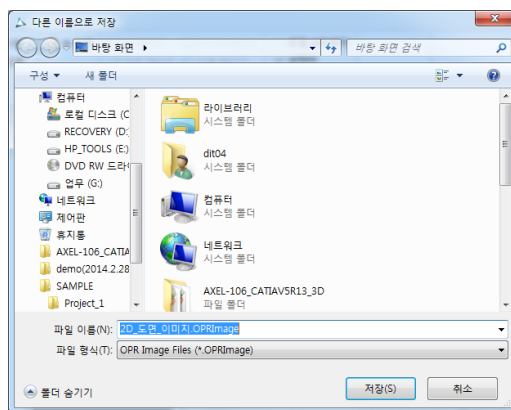 다른 이름으로 저장
바탕 화면
바탕 화면 검색
구성
새 폴더
컴퓨터
로컬 디스크 (C
RECOVERY (D:
HP_TOOLS (E:)
DVD RW 드라이
업무 (G:)
네트워크
제어판
휴지통
AXEL-106_CATIA
demo(2014.2.28
SAMPLE
Project_1
라이브러리
시스템 폴더
dit04
시스템 폴더
컴퓨터
시스템 폴더
네트워크
시스템 폴더
AXEL-106_CATIAV5R13_3D
파일 폴더
파일 이름(N): 2D_도면_이미지.OPRImage
파일 형식(T): OPR Image Files (*.OPRImage)
폴더 숨기기
저장(S)
취소